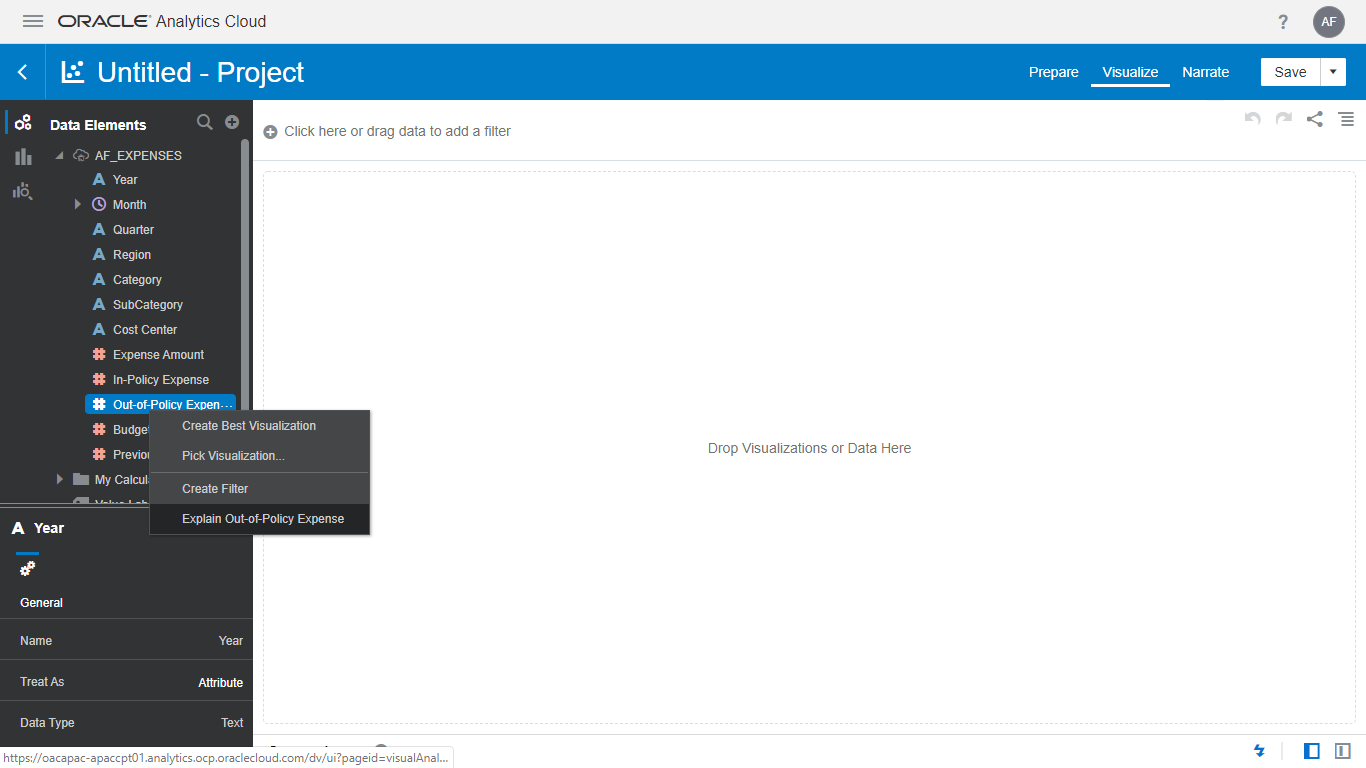 ORACLE Analytics Cloud
?
AF
Untitled - Project
Prepare
Visualize
Narrate
Save
Data Elements
Click here or drag data to add a filter
AF_EXPENSES
A Year
Month
A Quarter
A Region
A Category
A SubCategory
A Cost Center
Expense Amount
In-Policy Expense
Out-of-Policy Expen...
Budge
Previou
My Calcul
Create Best Visualization
Pick Visualization...
Create Filter
Explain Out-of-Policy Expense
Drop Visualizations or Data Here
A Year
General
Name Year
Treat As Attribute
Data Type Text
https://oacapac-apaccpt01.analytics.ocp.oraclecloud.com/dv/ui?pageid=visualAnal...